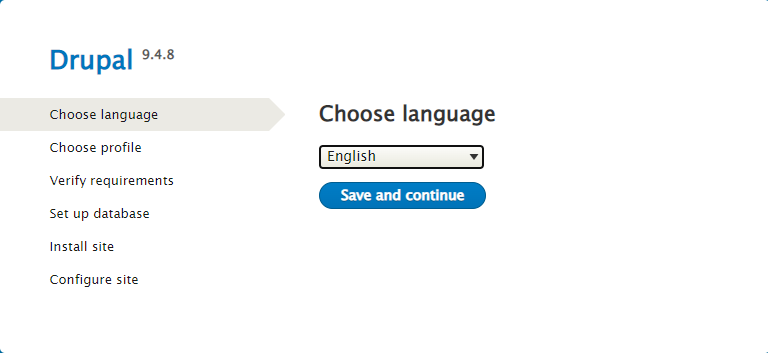 Drupal 9.4.8
Choose language
Choose profile
Verify requirements
Set up database
Install site
Configure site
Choose language
English
Save and continue